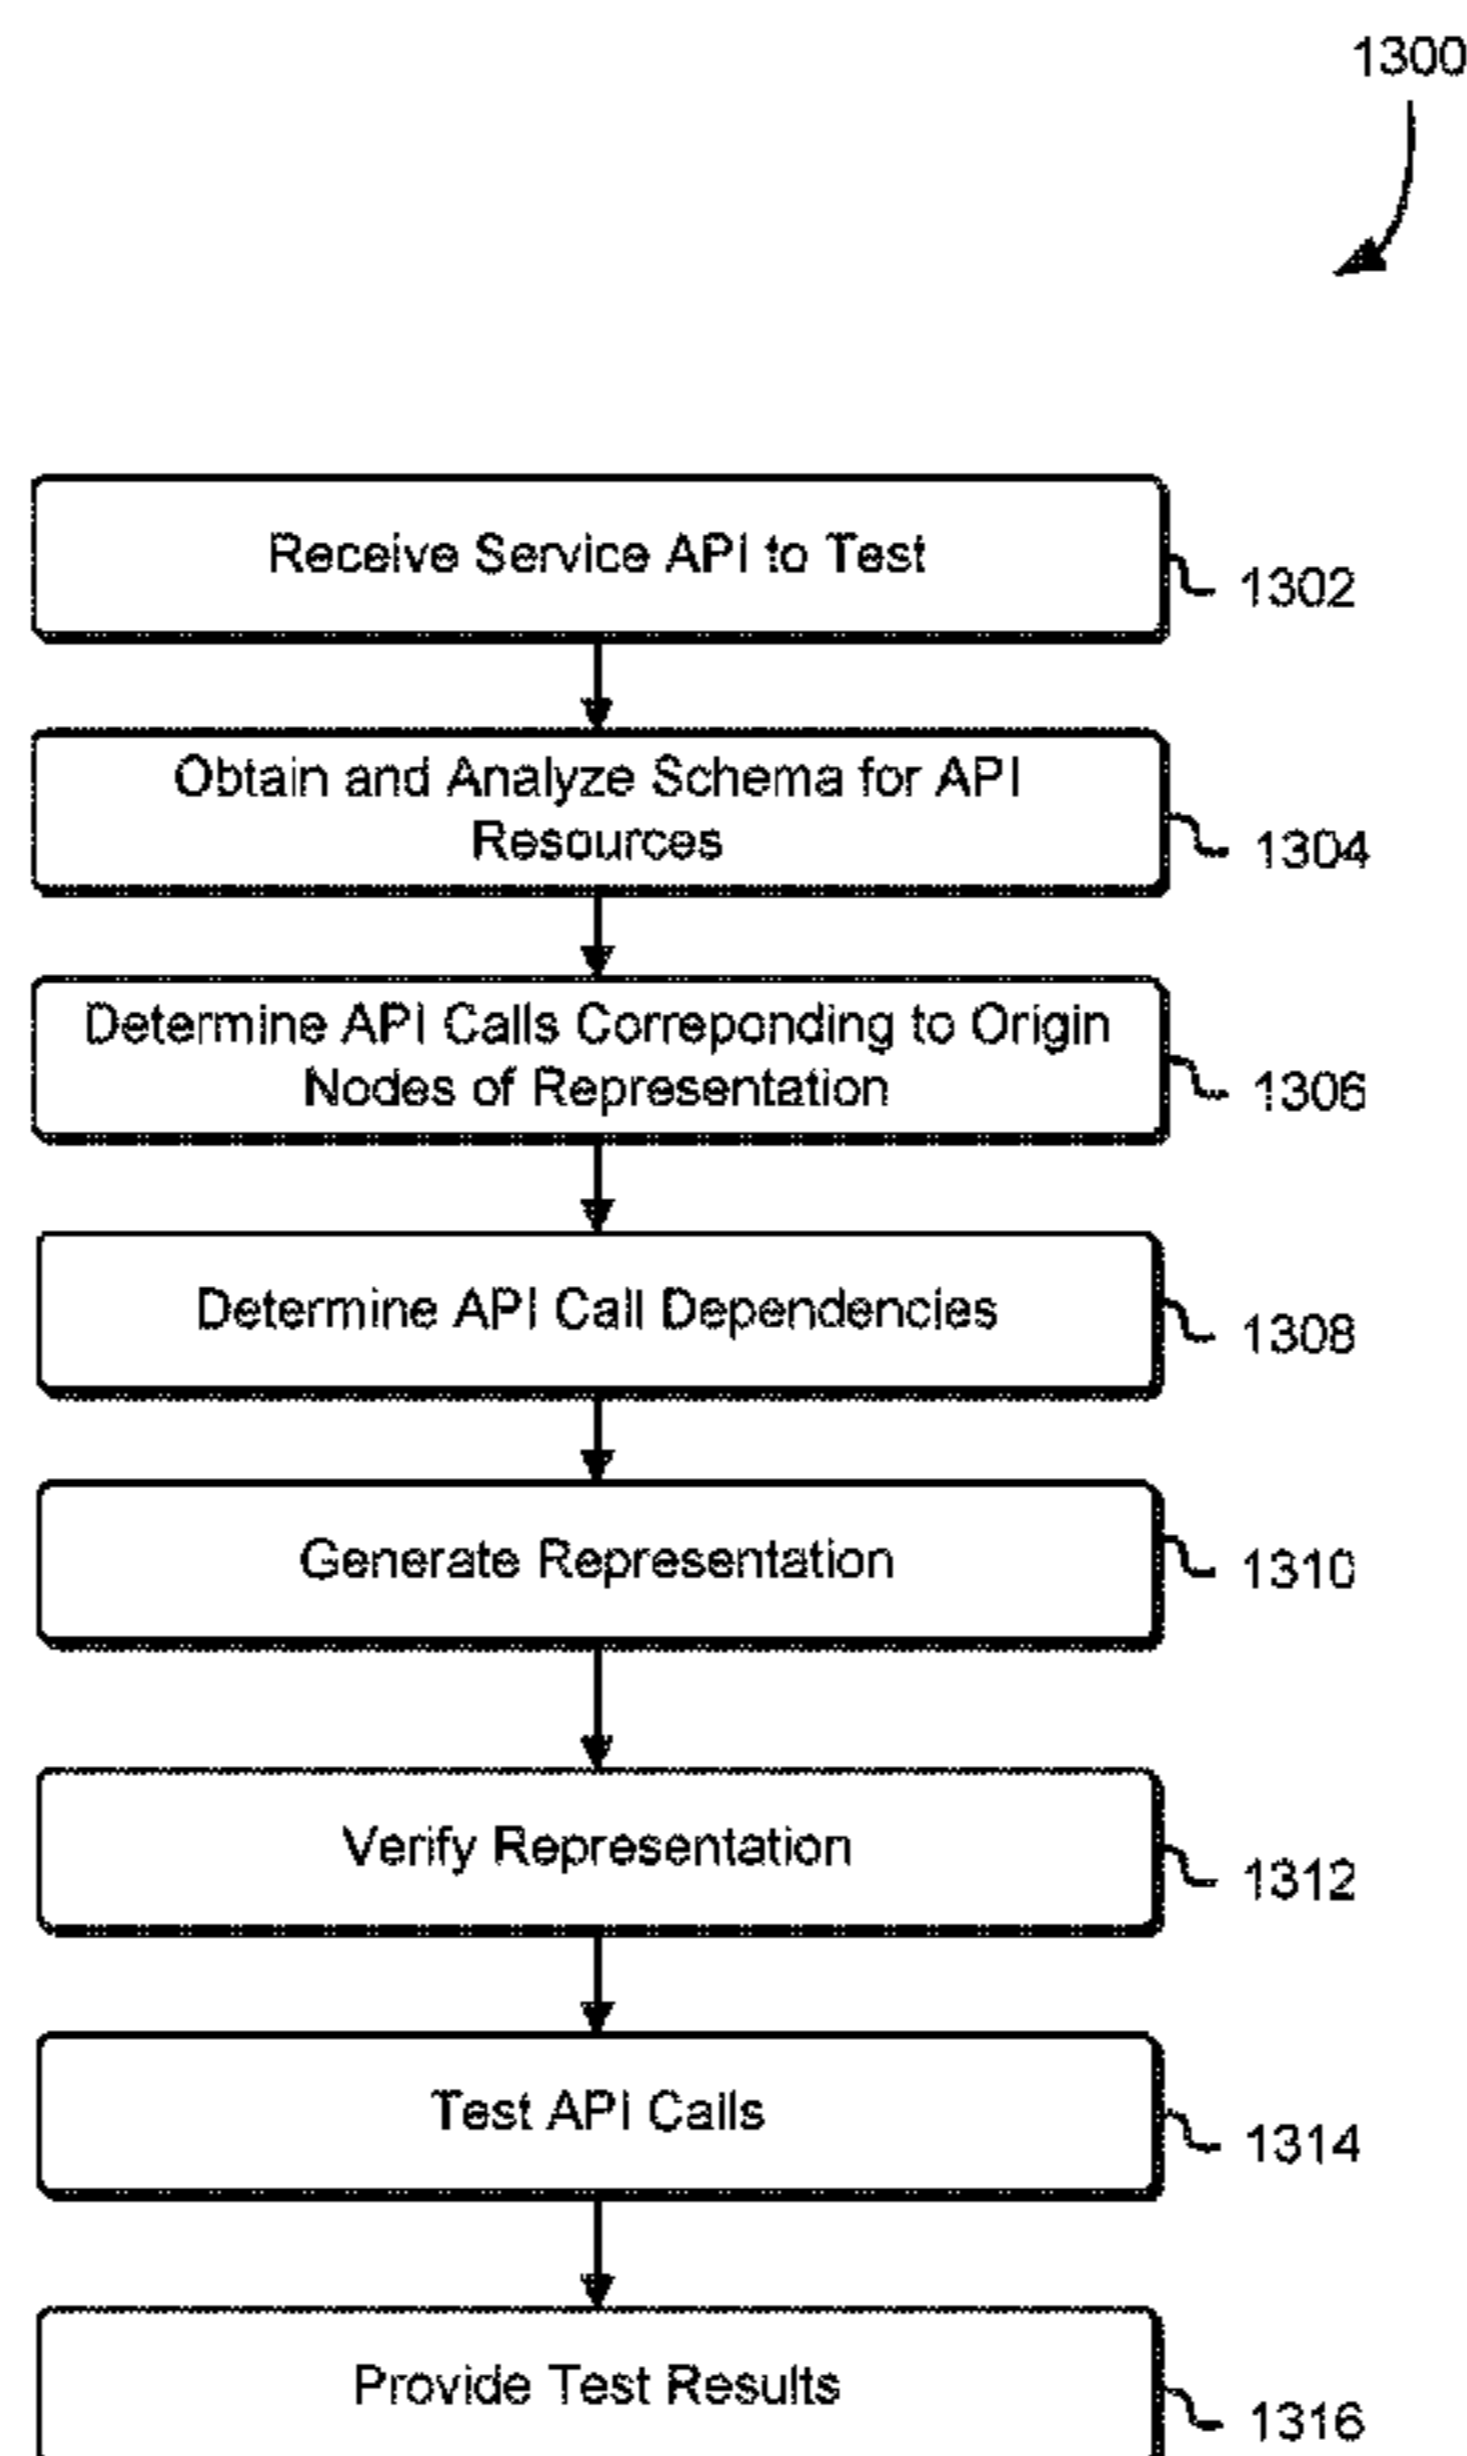 1300
Receive Service API to Test
1302
Obtain and Analyze Schema for API
Resources
1304
Determine API Calls Correponding to Origin
Nodes of Representation
1306
Determine API Call Dependencies
1308
Generate Representation
1310
Verify Representation
1312
Test API Calls
1314
Provide Test Results
1316